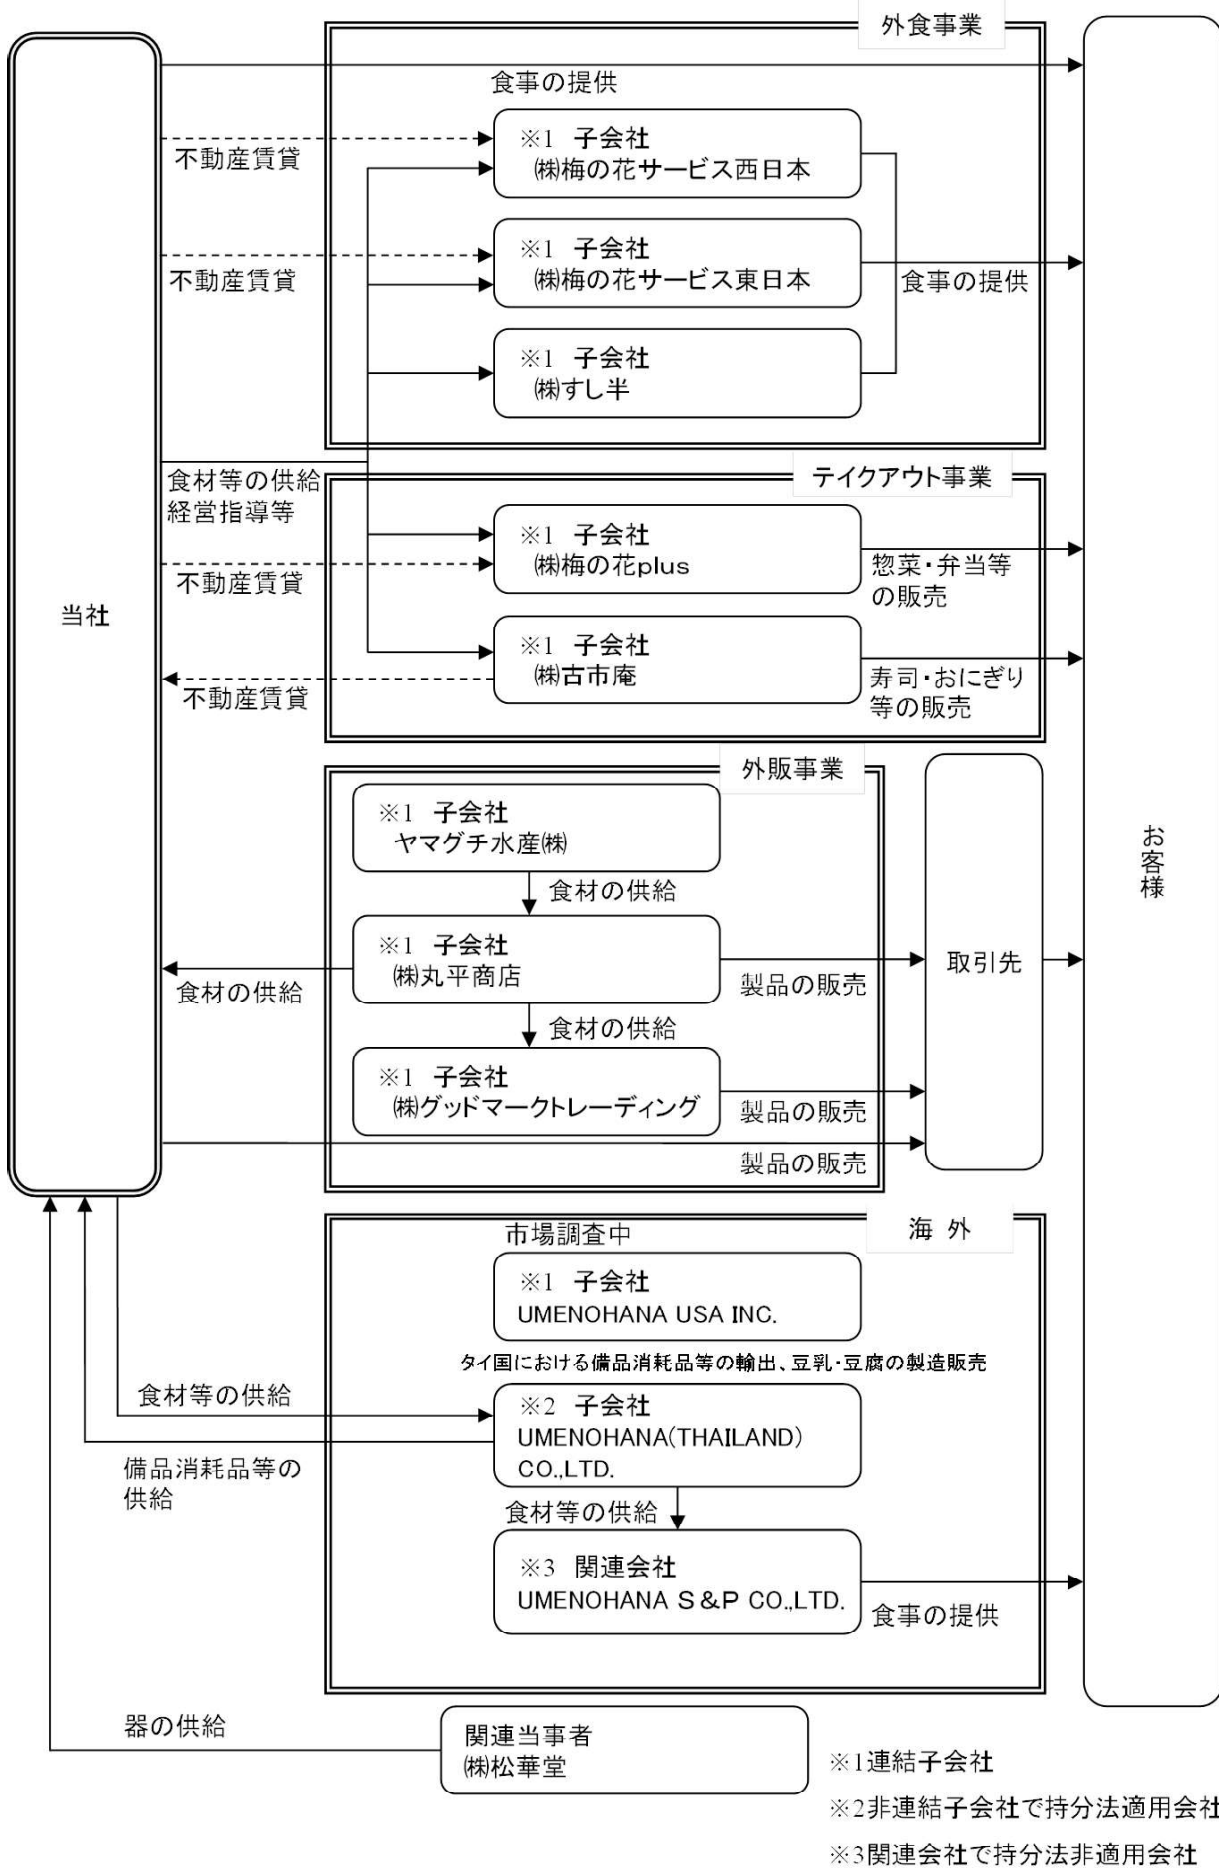 外食事業
食事の提供
※1 子会社
㈱梅の花サービス西日本
不動産賃貸
※1 子会社
㈱梅の花サービス東日本
不動産賃貸
食事の提供
※1 子会社
㈱すし半
食材等の供給
経営指導等
テイクアウト事業
※1 子会社
㈱梅の花plus
不動産賃貸
惣菜・弁当等
の販売
当社
※1 子会社
㈱古市庵
不動産賃貸
寿司・おにぎり
等の販売
外販事業
※1 子会社
ヤマグチ水産㈱
お客様
食材の供給
※1 子会社
㈱丸平商店
取引先
食材の供給
製品の販売
食材の供給
※1 子会社
㈱グッドマークトレーディング
製品の販売
製品の販売
海外
市場調査中
※1 子会社
UMENOHANA USA INC.
タイ国における備品消耗品等の輸出、豆乳・豆腐の製造販売
食材等の供給
※2 子会社
UMENOHANA(THAILAND)
CO.,LTD.
備品消耗品等の
供給
食材等の供給
※3 関連会社
UMENOHANA S&P CO.,LTD.
食事の提供
器の供給
関連当事者
㈱松華堂
※1連結子会社
※2非連結子会社で持分法適用会社
※3関連会社で持分法非適用会社